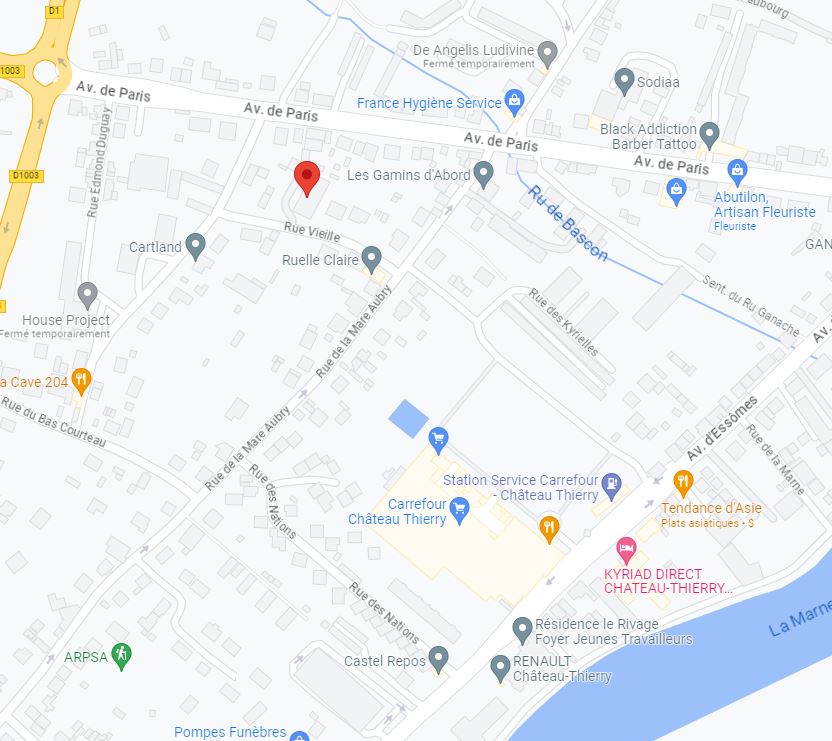 D1
De Angelis Ludivine
Fermé temporairement
1003
Sodiaa
Av. de Paris
Av. de Paris
France Hygiène Service
Av. de Paris
Black Addiction
Barber Tattoo
Av. de Paris
Rue Edmond Duguay
D1003
Les Gamins d'Abord
Ru de Bascon
Abutilon,
Artisan Fleuriste
Fleuriste
Rue Vieille
Cartland
Ruelle Claire
GAN
Sent. du Ru Ganache
Rue des Kyrielles
House Project
Fermé temporairement
Rue de la Mare Aubry
Av. d
a Cave 204
Rue du Bas Courteau
Rue de la Mare Aubry
Av. d'Essômes
Rue de la Marne
Rue des Nations
Station Service Carrefour
- Château Thierry
Carrefour
Château Thierry
Tendance d'Asie
Plats asiatiques • $
KYRIAD DIRECT
CHATEAU-THIERRY...
Rue des Nations
La Marne
Résidence le Rivage
Foyer Jeunes Travailleurs
ARPSA
Castel Repos
RENAULT
Château-Thierry
Pompes Funèbres